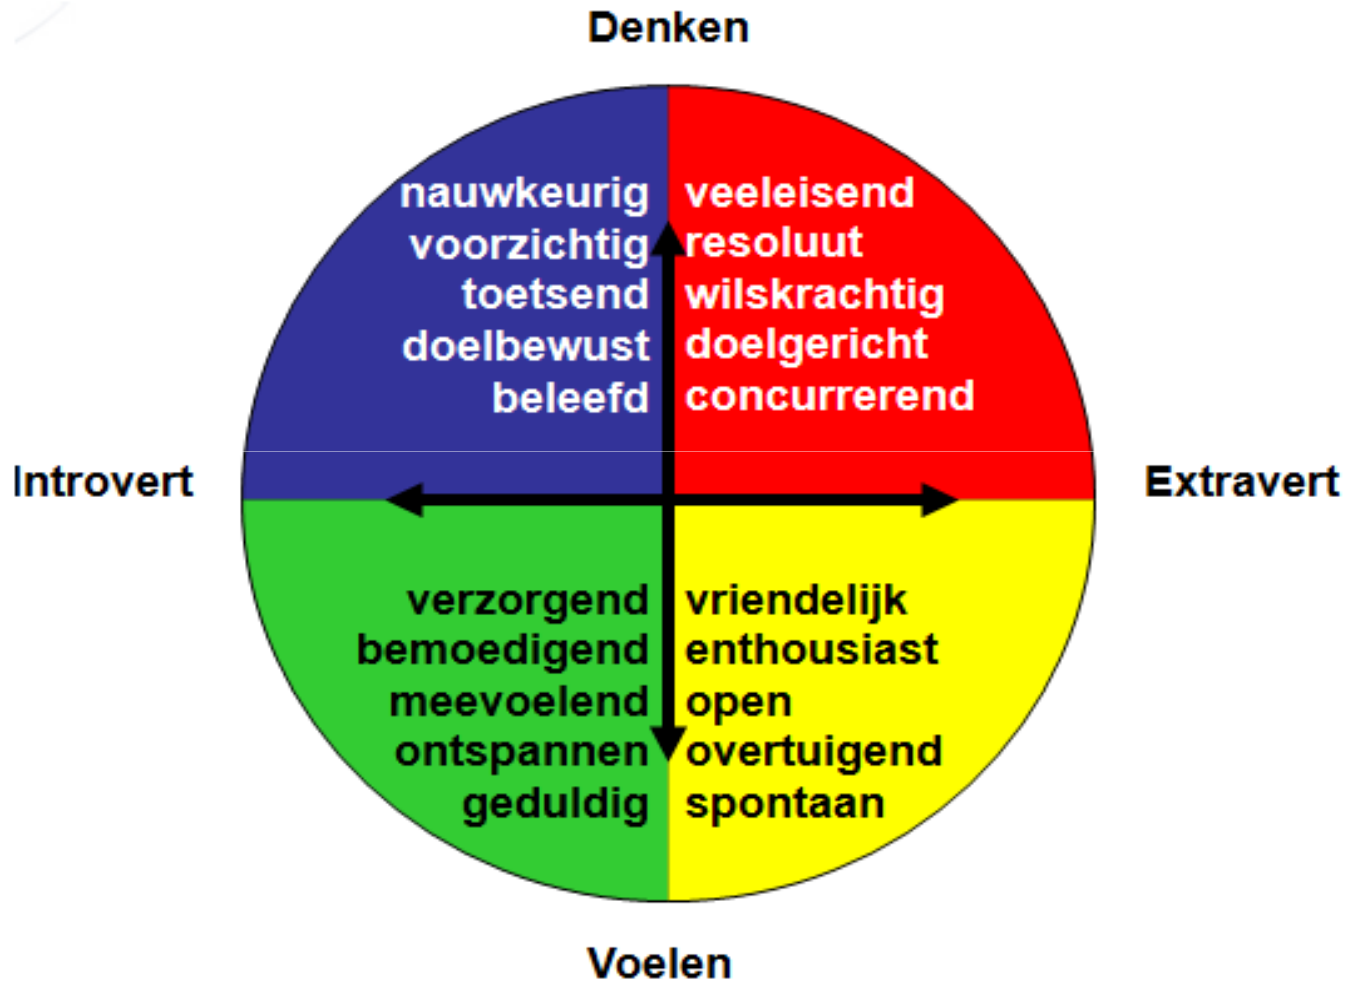 Denken
nauwkeurig
voorzichtig
toetsend
doelbewust
beleefd
veeleisend
resoluut
wilskrachtig
doelgericht
concurrerend
Introvert
Extravert
verzorgend
bemoedigend
meevoelend
ontspannen
geduldig
vriendelijk
enthousiast
open
overtuigend
spontaan
Voelen